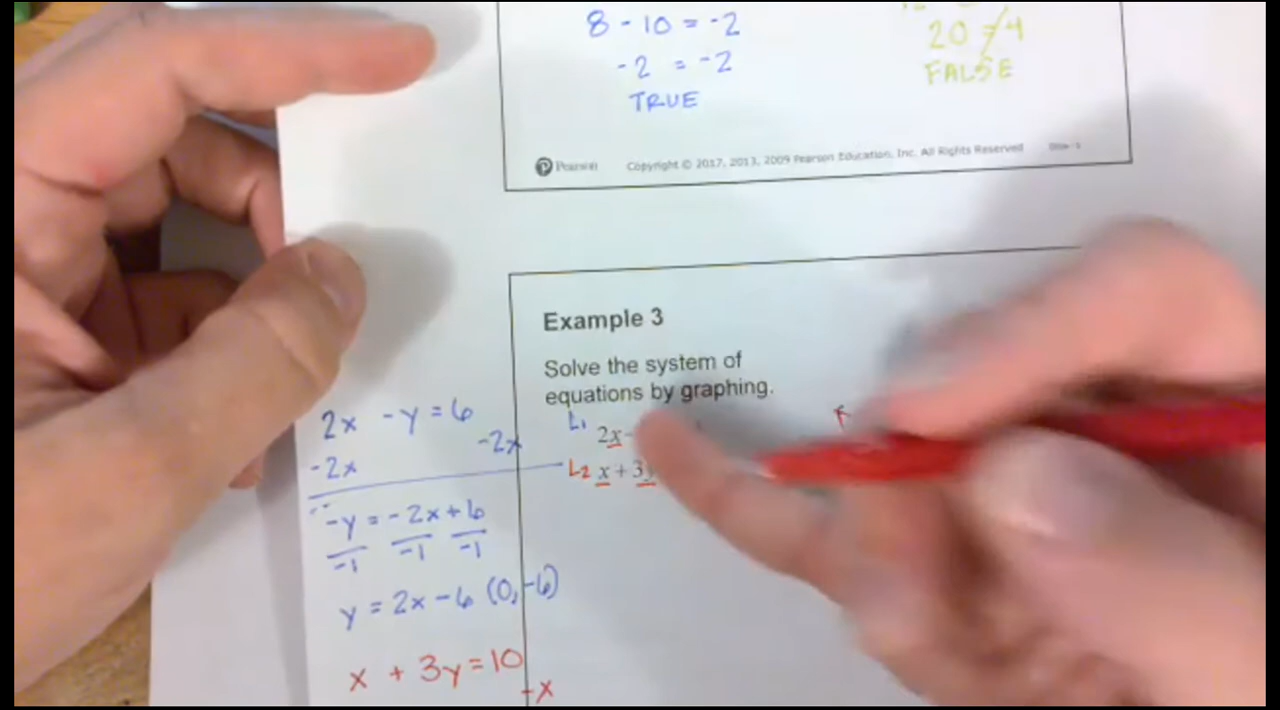 8 - 10 = -2
-2 = -2
TRUE
20 ≠ 4
FALSE
Pearson Copyright © 2017, 2013, 2009 Pearson Education, Inc. All Rights Reserved
Example 3
Solve the system of
equations by graphing.
L1 2x-
L2 x + 3y
2x - y = 6
-2x -2x
-y = -2x + 6
-1 -1 -1
y = 2x - 6 (0, -6)
x + 3y = 10
-x